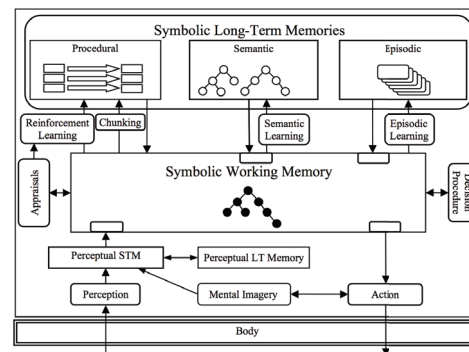 Symbolic Long-Term Memories
Procedural
Semantic
Episodic
Reinforcement
Learning
Chunking
Semantic
Learning
Episodic
Learning
Appraisals
Symbolic Working Memory
Decision
Procedure
Perceptual STM
Perceptual LT Memory
Perception
Mental Imagery
Action
Body